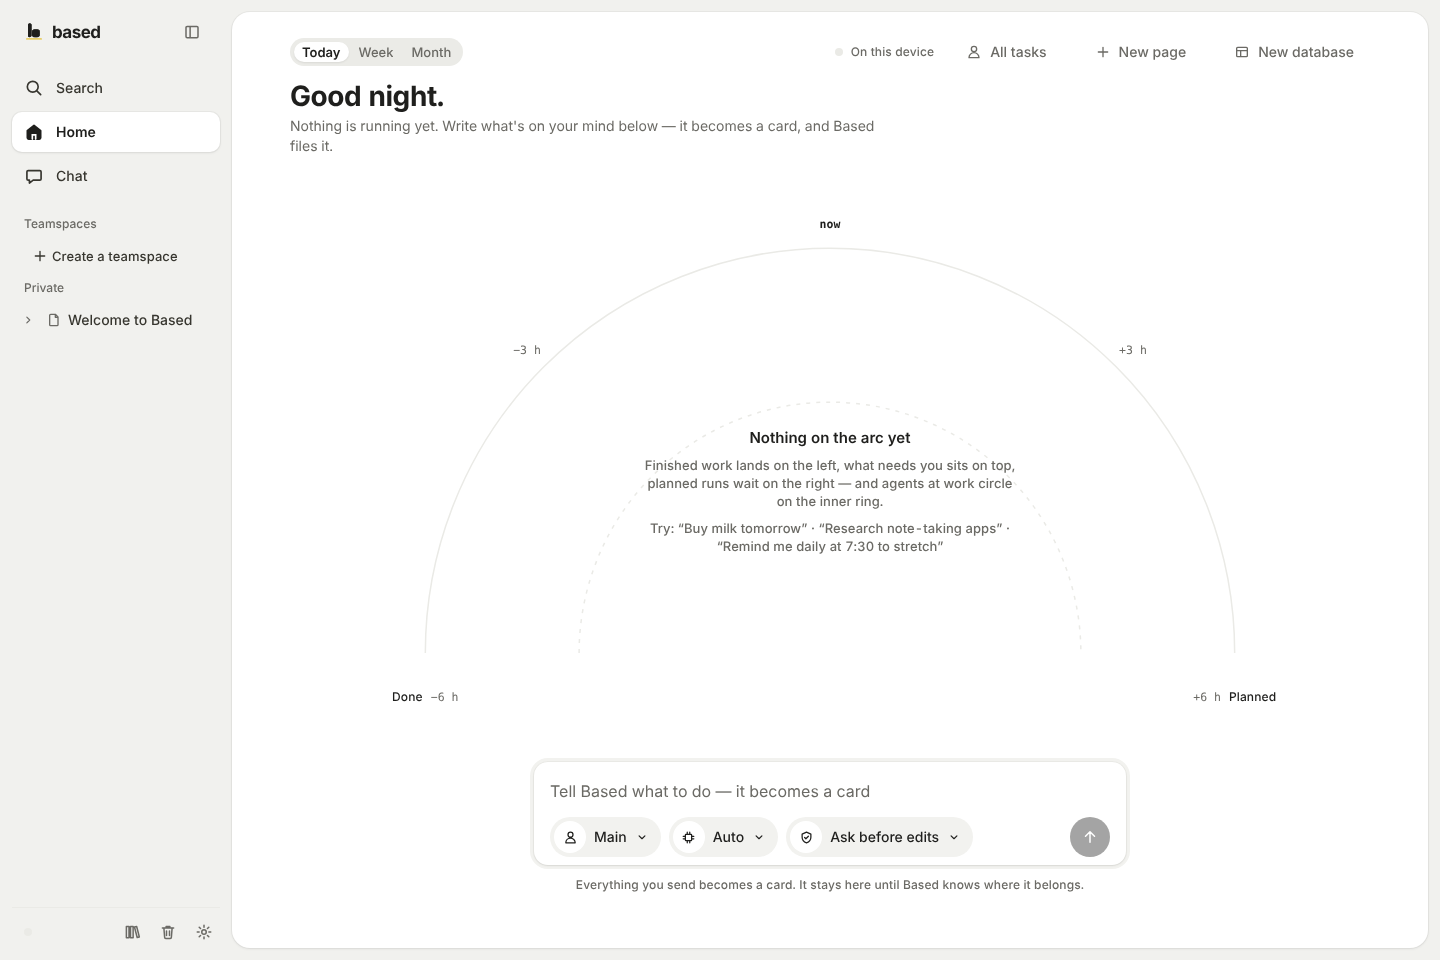 based
Search
Home
Chat
Teamspaces
Create a teamspace
Private
Welcome to Based
Today Week Month
On this device
All tasks
New page
New database
Good night.
Nothing is running yet. Write what's on your mind below — it becomes a card, and Based
files it.
now
−3 h
+3 h
Nothing on the arc yet
Finished work lands on the left, what needs you sits on top,
planned runs wait on the right — and agents at work circle
on the inner ring.
Try: “Buy milk tomorrow” · “Research note-taking apps” ·
“Remind me daily at 7:30 to stretch”
Done −6 h
+6 h Planned
Tell Based what to do — it becomes a card
Main
Auto
Ask before edits
Everything you send becomes a card. It stays here until Based knows where it belongs.